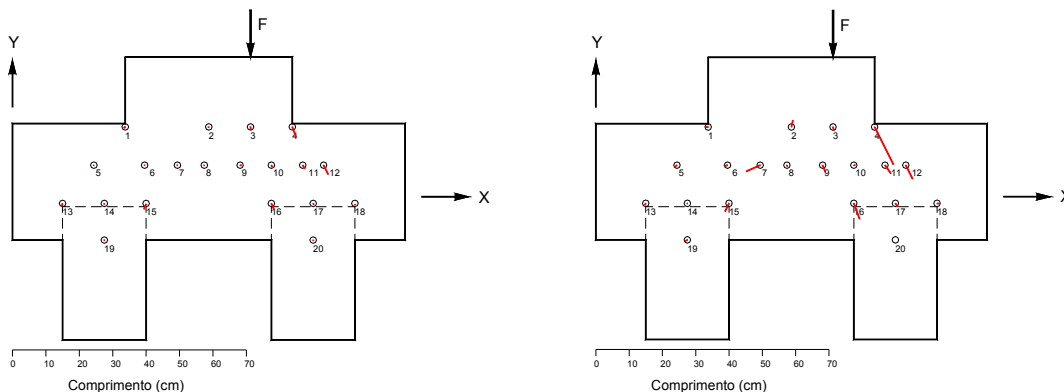 F F
Y Y
1 2 3 4 1 2 3 4
5 6 7 8 9 10 11 12 5 6 7 8 9 10 11 12
X X
13 14 15 16 17 18 13 14 15 16 17 18
19 20 19 20
0 10 20 30 40 50 60 70 0 10 20 30 40 50 60 70
Comprimento (cm) Comprimento (cm)